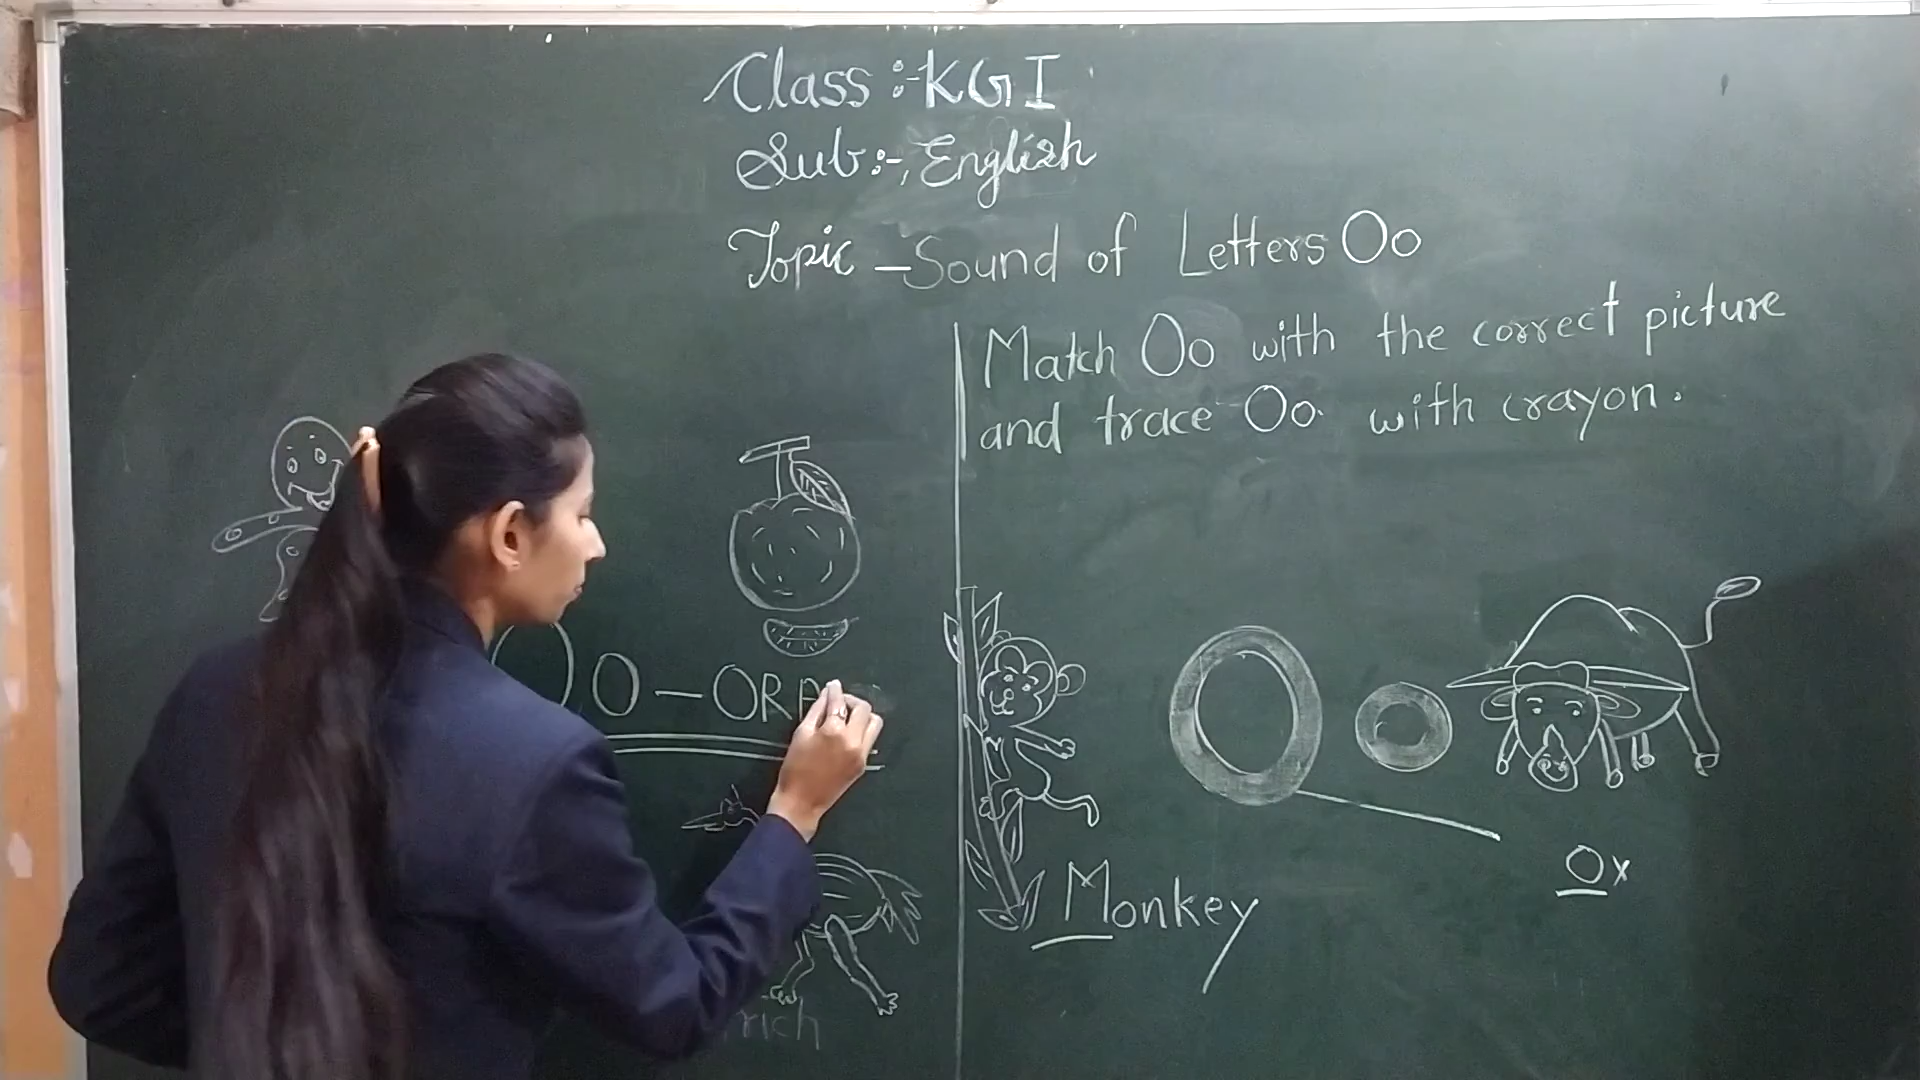 Class :- KG I
Sub :- English
Topic - Sound of Letters Oo
Match Oo with the correct picture
and trace Oo with crayon.
O O - ORA
rich
O o
Monkey
Ox